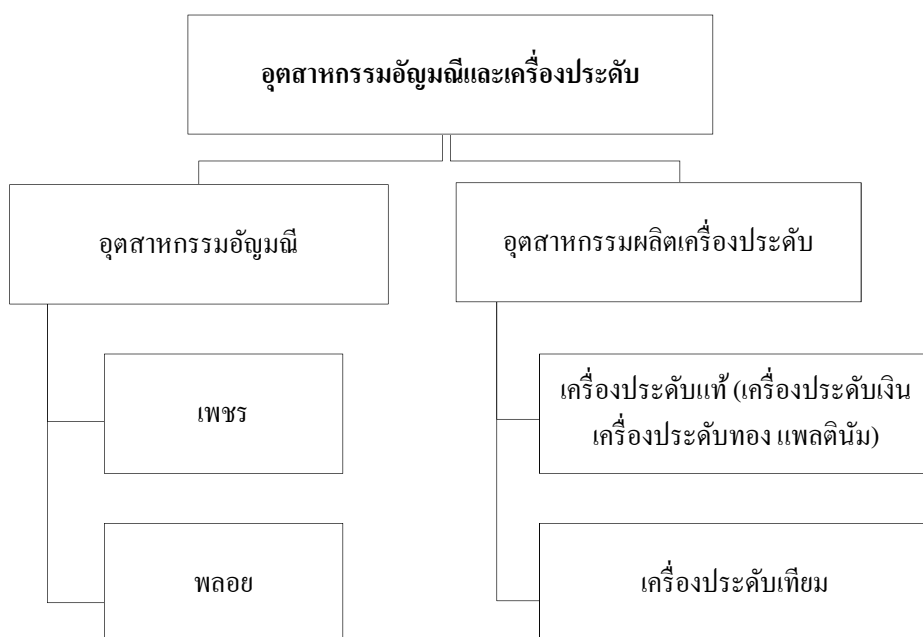 อุตสาหกรรมอัญมณีและเครื่องประดับ
อุตสาหกรรมอัญมณี
อุตสาหกรรมผลิตเครื่องประดับ
เพชร
เครื่องประดับแท้ (เครื่องประดับเงิน
เครื่องประดับทอง แพลตินัม)
พลอย
เครื่องประดับเทียม